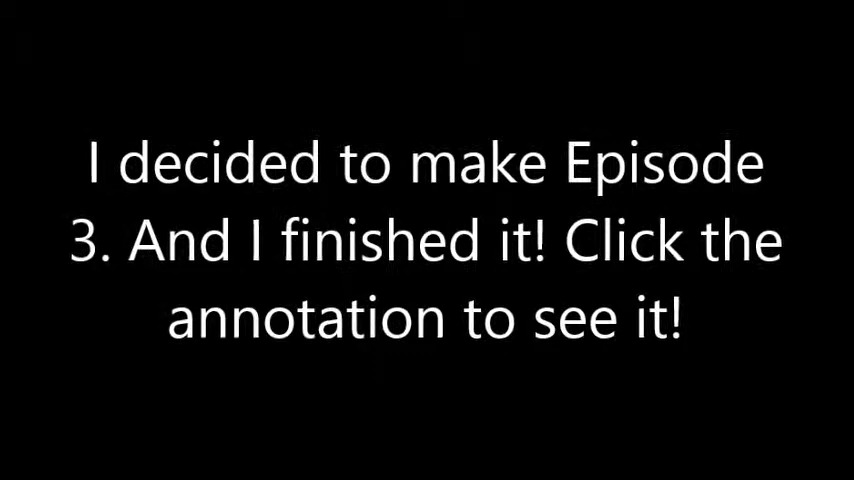 I decided to make Episode
3. And I finished it! Click the
annotation to see it!